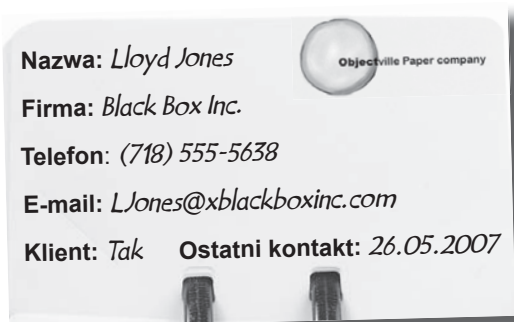 Nazwa: Lloyd Jones
Objectville Paper company
Firma: Black Box Inc.
Telefon: (718) 555-5638
E-mail: LJones@xblackboxinc.com
Klient: Tak Ostatni kontakt: 26.05.2007